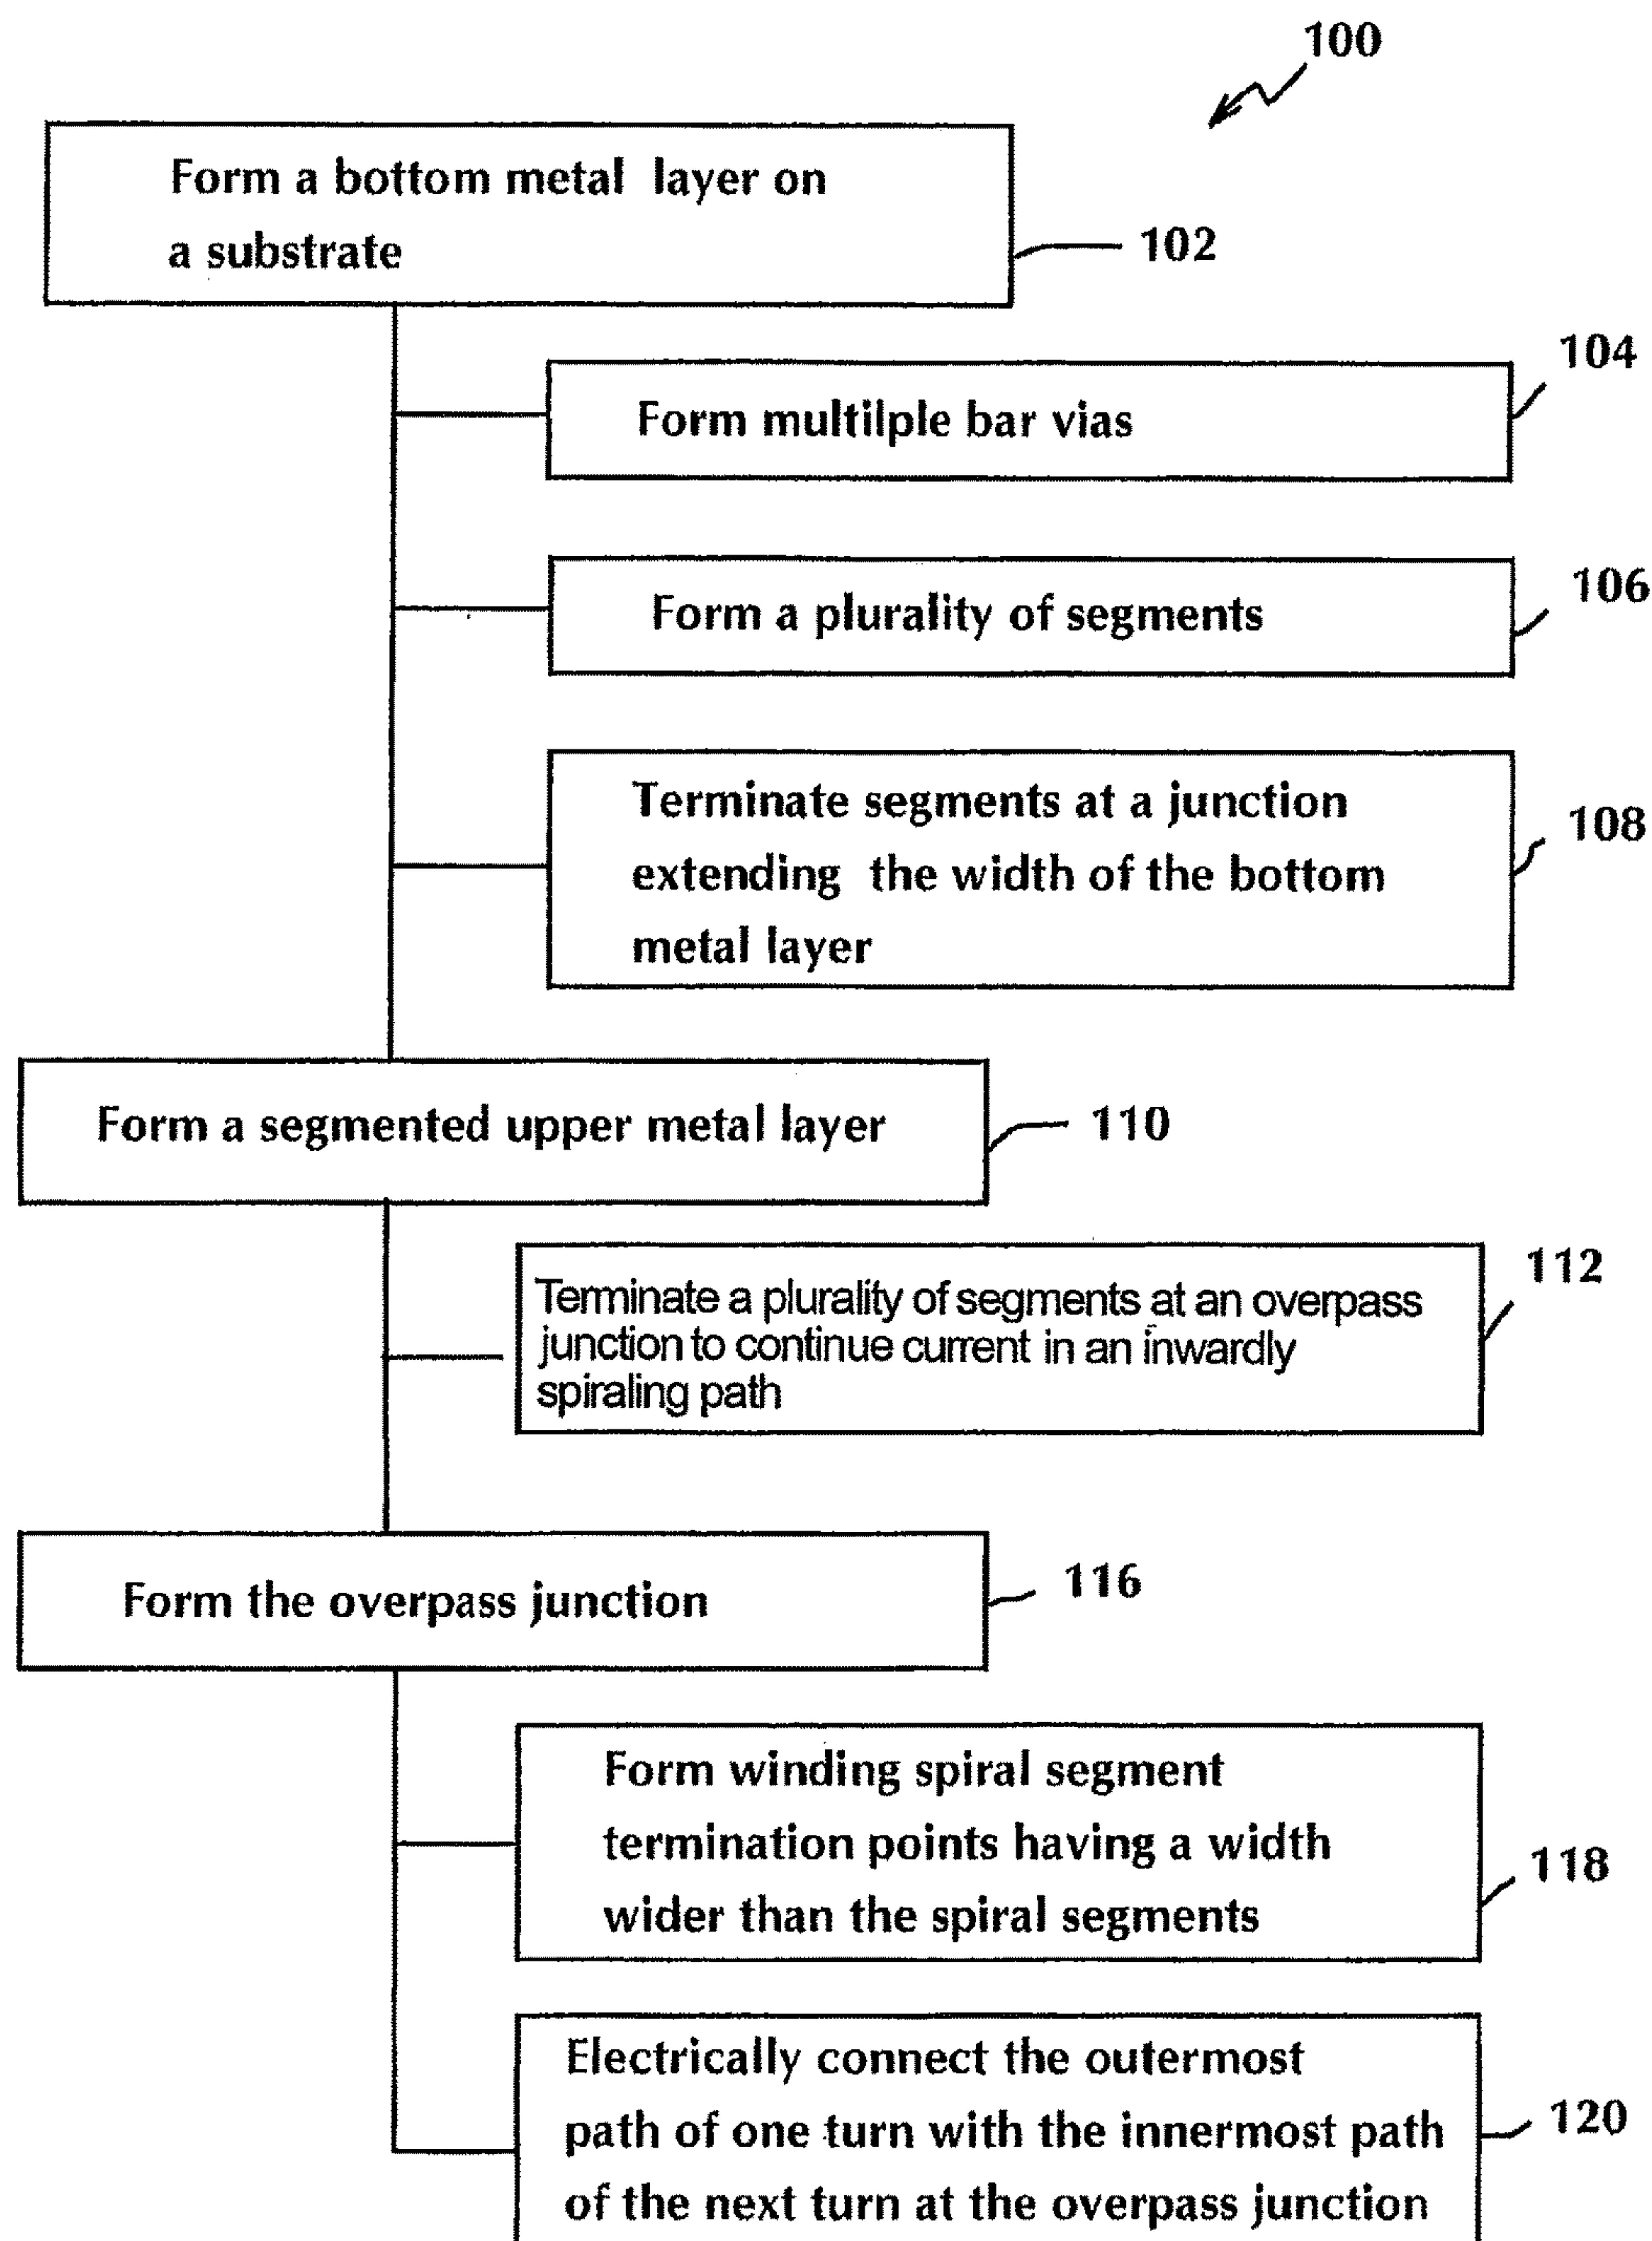 100
Form a bottom metal layer on
a substrate
102
104
Form multilple bar vias
106
Form a plurality of segments
Terminate segments at a junction
extending the width of the bottom
metal layer
108
Form a segmented upper metal layer
110
112
Terminate a plurality of segments at an overpass
junction to continue current in an inwardly
spiraling path
Form the overpass junction
116
Form winding spiral segment
termination points having a width
wider than the spiral segments
118
Electrically connect the outermost
path of one turn with the innermost path
of the next turn at the overpass junction
120